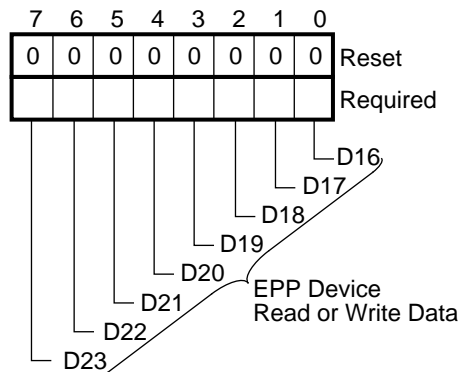 7 6 5 4 3 2 1 0
0 0 0 0 0 0 0 0 Reset
Required
D16
D17
D18
D19
D20
EPP Device
D21 Read or Write Data
D22
D23